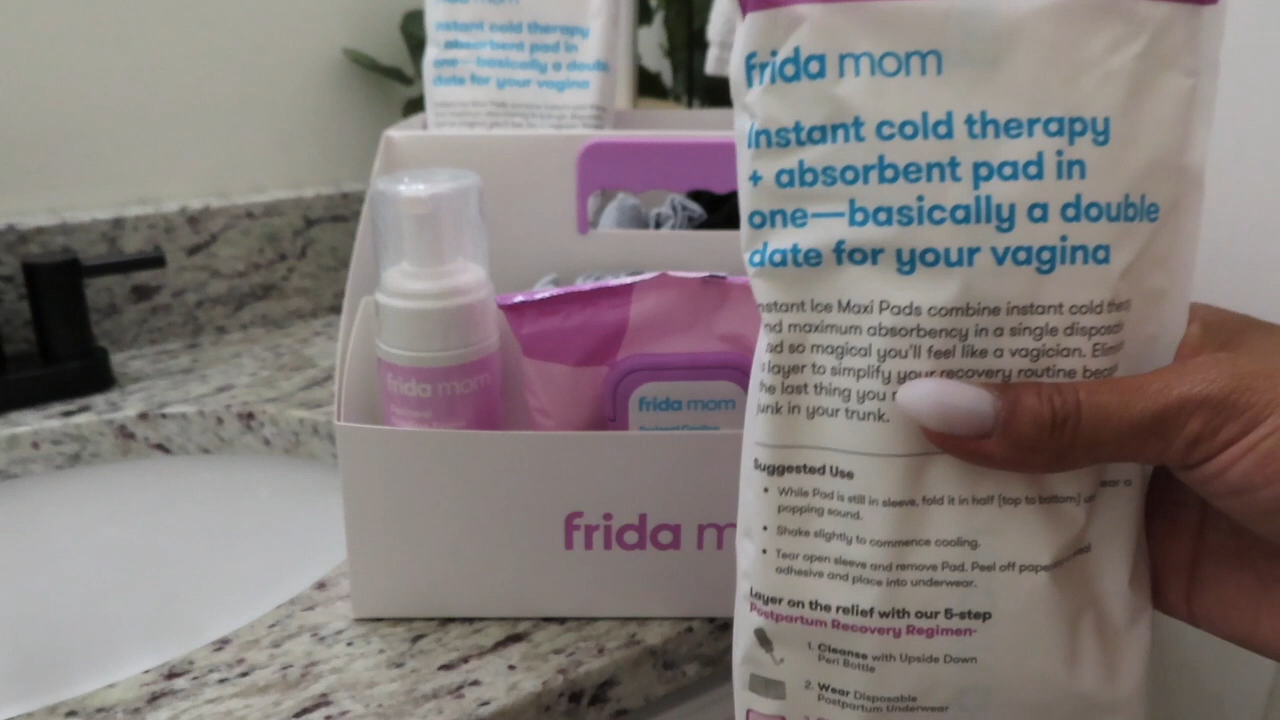 instant cold therapy
absorbent pad in
one—basically a double
date for your vagina
frida mom
frida mom
frida m
frida mom
Instant cold therapy
+ absorbent pad in
one—basically a double
date for your vagina
Instant Ice Maxi Pads combine instant cold
and maximum absorbency in a single
pad so magical you'll feel like a vagician.
layer to simplify your recovery routine
the last thing you
junk in your trunk.
Suggested Use
• While Pad is still in sleeve, fold it in half [top to bottom]
popping sound.
• Shake slightly to commence cooling.
• Tear open sleeve and remove Pad. Peel off
adhesive and place into underwear.
Layer on the relief with our 5-step
Postpartum Recovery Regimen-
1. Cleanse with Upside Down
Peri Bottle
2. Wear Disposable
Postpartum Underwear